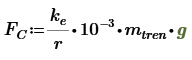 F_C := k_e / r • 10^-3 • m_tren • g